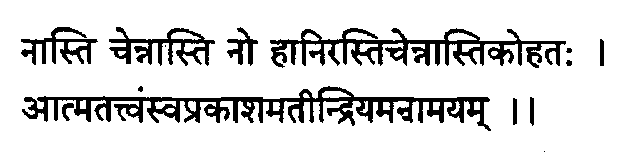 नास्ति चेन्नास्ति नो हानिरस्तिचेन्नास्तिकोहतः ।
आत्मतत्त्वंस्वप्रकाशमतीन्द्रियमनामयम् ।।